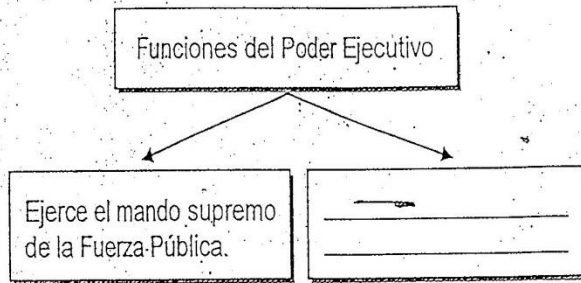 Funciones del Poder Ejecutivo
Ejerce el mando supremo
de la Fuerza Pública.